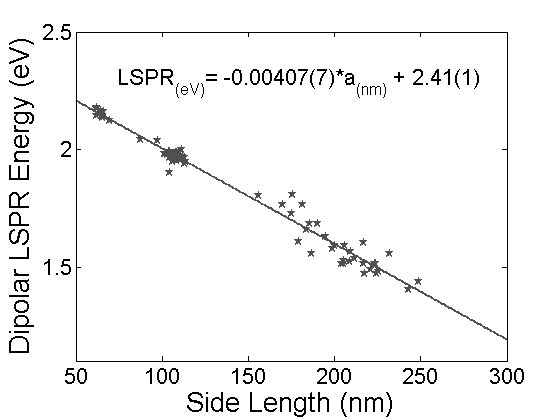 2.5
LSPR(eV)= -0.00407(7)*a(nm) + 2.41(1)
2
1.5
Dipolar LSPR Energy (eV)
50 100 150 200 250 300
Side Length (nm)